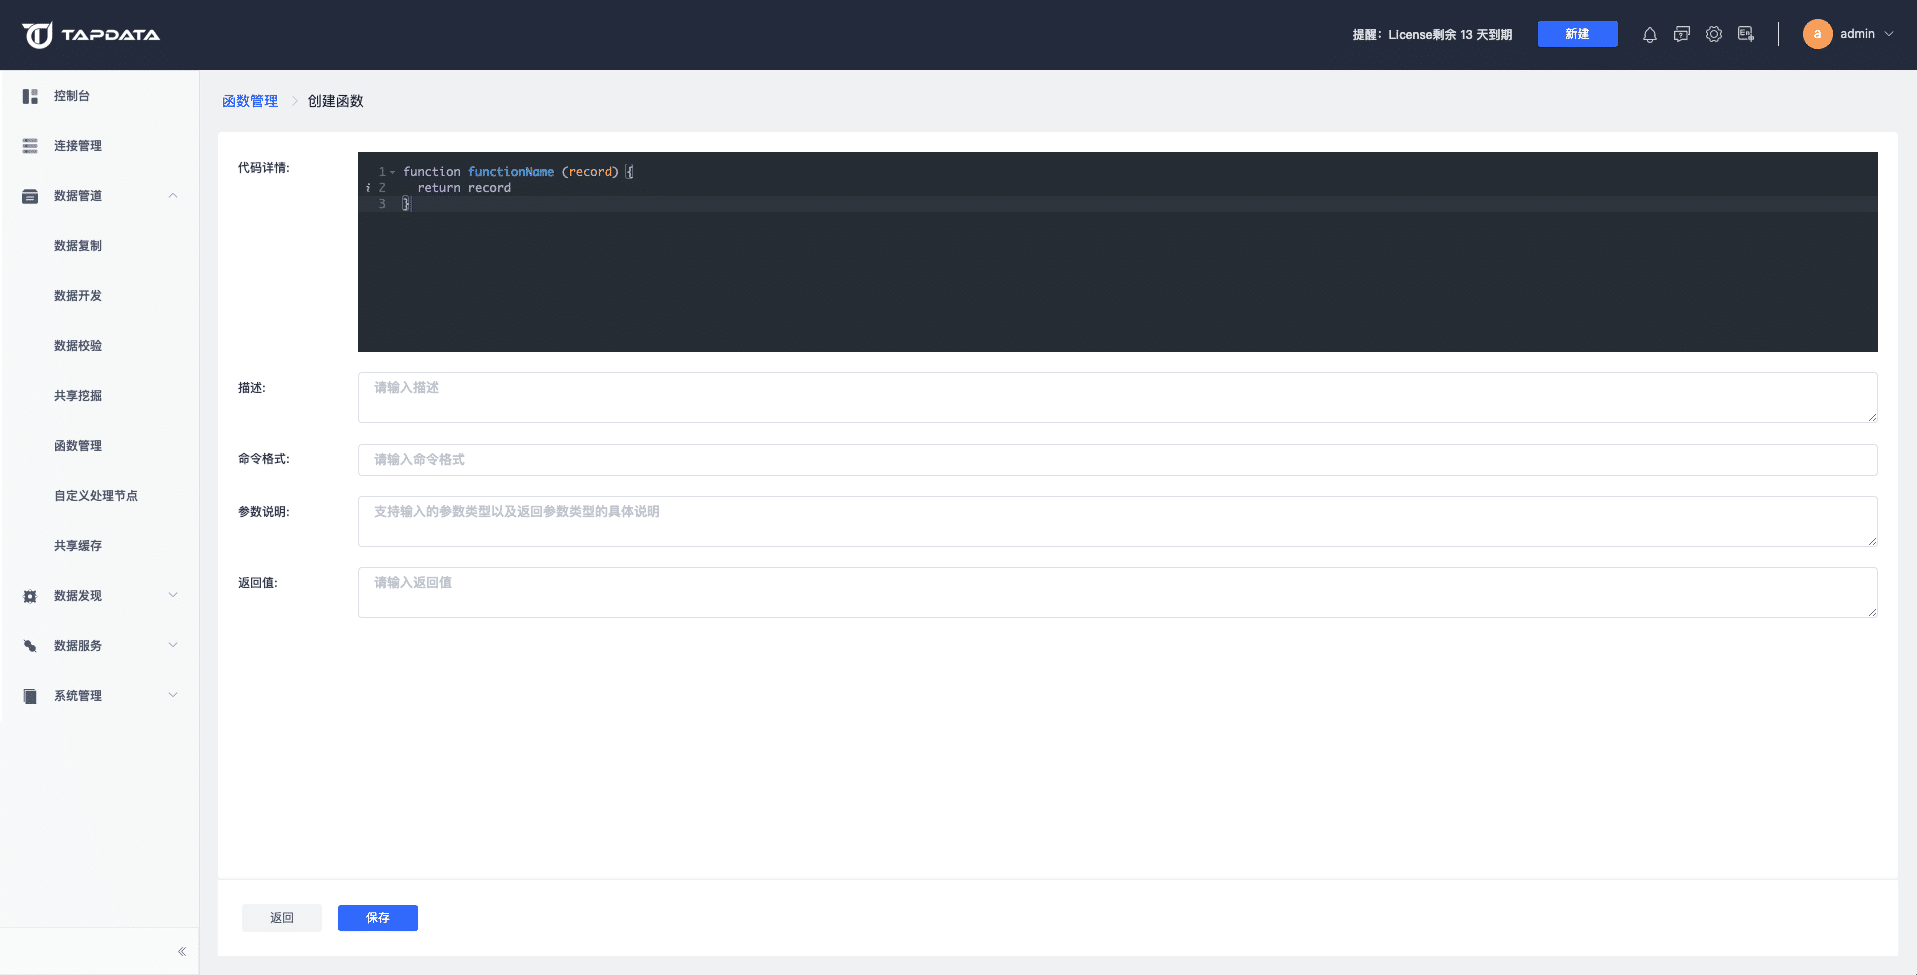 TAPDATA
提醒：License剩余 13 天到期
新建
a
admin
控制台
连接管理
数据管道
数据复制
数据开发
数据校验
共享挖掘
函数管理
自定义处理节点
共享缓存
数据发现
数据服务
系统管理
函数管理 > 创建函数
代码详情:
1 function functionName (record) {
i 2 return record
3 }
描述:
请输入描述
命令格式:
请输入命令格式
参数说明:
支持输入的参数类型以及返回参数类型的具体说明
返回值:
请输入返回值
返回
保存